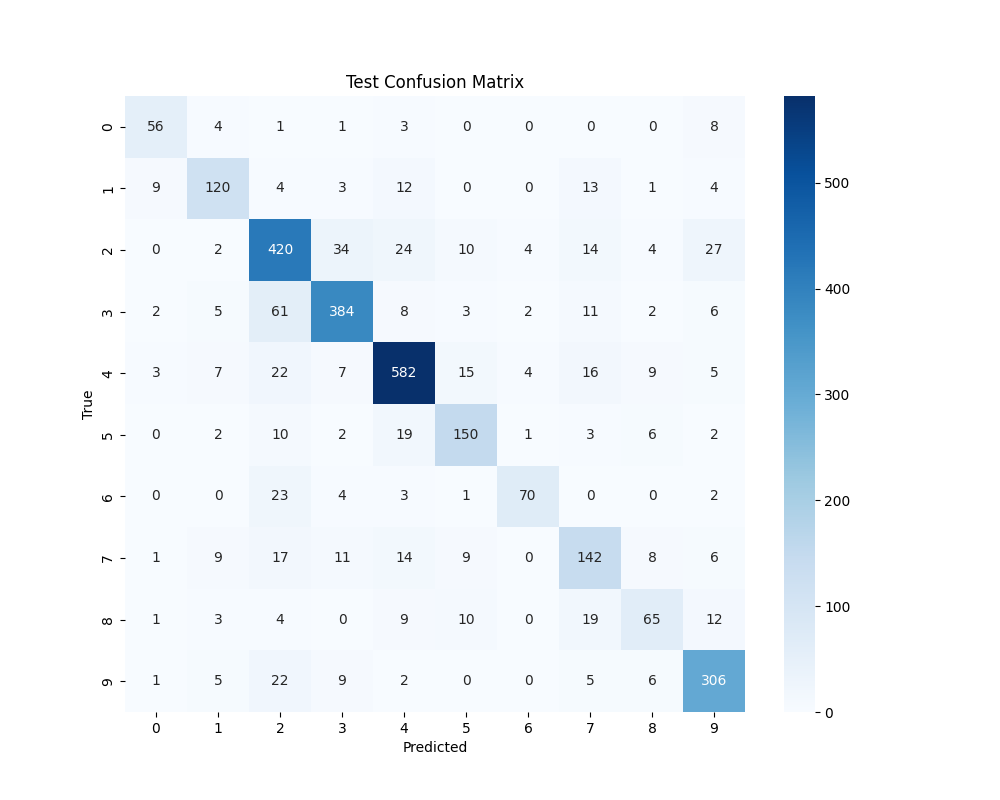 Test Confusion Matrix
0 56 4 1 1 3 0 0 0 0 8
1 9 120 4 3 12 0 0 13 1 4
2 0 2 420 34 24 10 4 14 4 27
3 2 5 61 384 8 3 2 11 2 6
4 3 7 22 7 582 15 4 16 9 5
5 0 2 10 2 19 150 1 3 6 2
6 0 0 23 4 3 1 70 0 0 2
7 1 9 17 11 14 9 0 142 8 6
8 1 3 4 0 9 10 0 19 65 12
9 1 5 22 9 2 0 0 5 6 306
0 1 2 3 4 5 6 7 8 9
Predicted
True
500
400
300
200
100
0